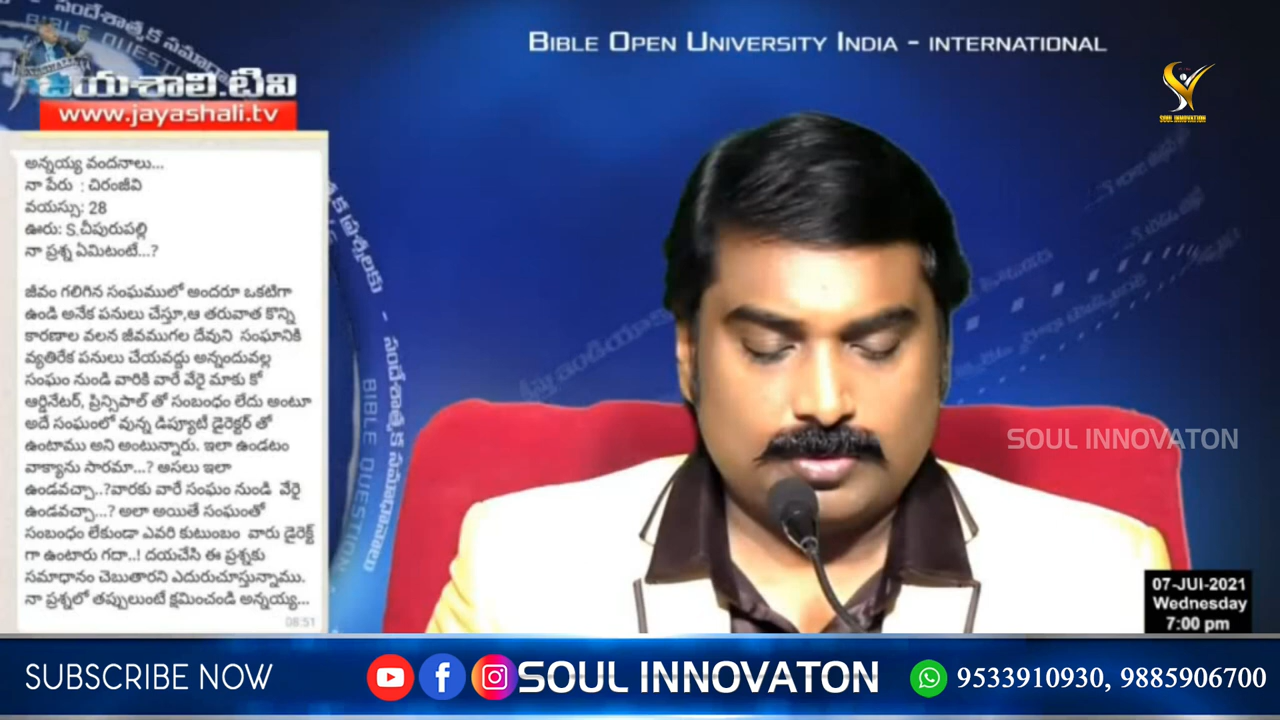 BIBLE OPEN UNIVERSITY INDIA - INTERNATIONAL
SOUL INNOVATION
జయశాలి.టివి
www.jayashali.tv
అన్నయ్య వందనాలు...
నా పేరు : చిరంజీవి
వయస్సు: 28
ఊరు: S.చీపురుపల్లి
నా ప్రశ్న ఏమిటంటే...?
జీవం గలిగిన సంఘములో అందరూ ఒకటిగా
ఉండి అనేక పనులు చేస్తూ,ఆ తరువాత కొన్ని
కారణాల వలన జీవముగల దేవుని సంఘానికి
వ్యతిరేక పనులు చేయవద్దు అన్నందువల్ల
సంఘం నుండి వారికి వారే వేరై మాకు కో
ఆర్డినేటర్, ప్రిన్సిపాల్ తో సంబంధం లేదు అంటూ
అదే సంఘంలో వున్న డిప్యూటీ డైరెక్టర్ తో
ఉంటాము అని అంటున్నారు. ఇలా ఉండటం
వాక్యాను సారమా...? అసలు ఇలా
ఉండవచ్చా..?వారకు వారే సంఘం నుండి వేరై
ఉండవచ్చా...? అలా అయితే సంఘంతో
సంబంధం లేకుండా ఎవరి కుటుంబం వారు డైరెక్ట్
గా ఉంటారు గదా..! దయచేసి ఈ ప్రశ్నకు
సమాధానం చెబుతారని ఎదురుచూస్తున్నాము.
నా ప్రశ్నలో తప్పులుంటే క్షమించండి అన్నయ్య...
08:51
SOUL INNOVATON
07-JUl-2021
Wednesday
7:00 pm
SUBSCRIBE NOW
SOUL INNOVATON
9533910930, 9885906700